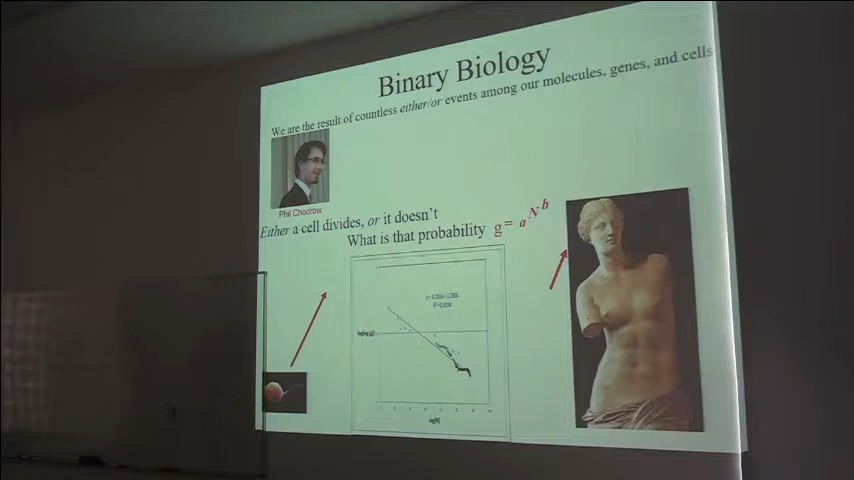 Binary Biology
We are the result of countless either/or events among our molecules, genes, and cells
Phil Chodrow
Either a cell divides, or it doesn't
What is that probability g = a N b
log(N)